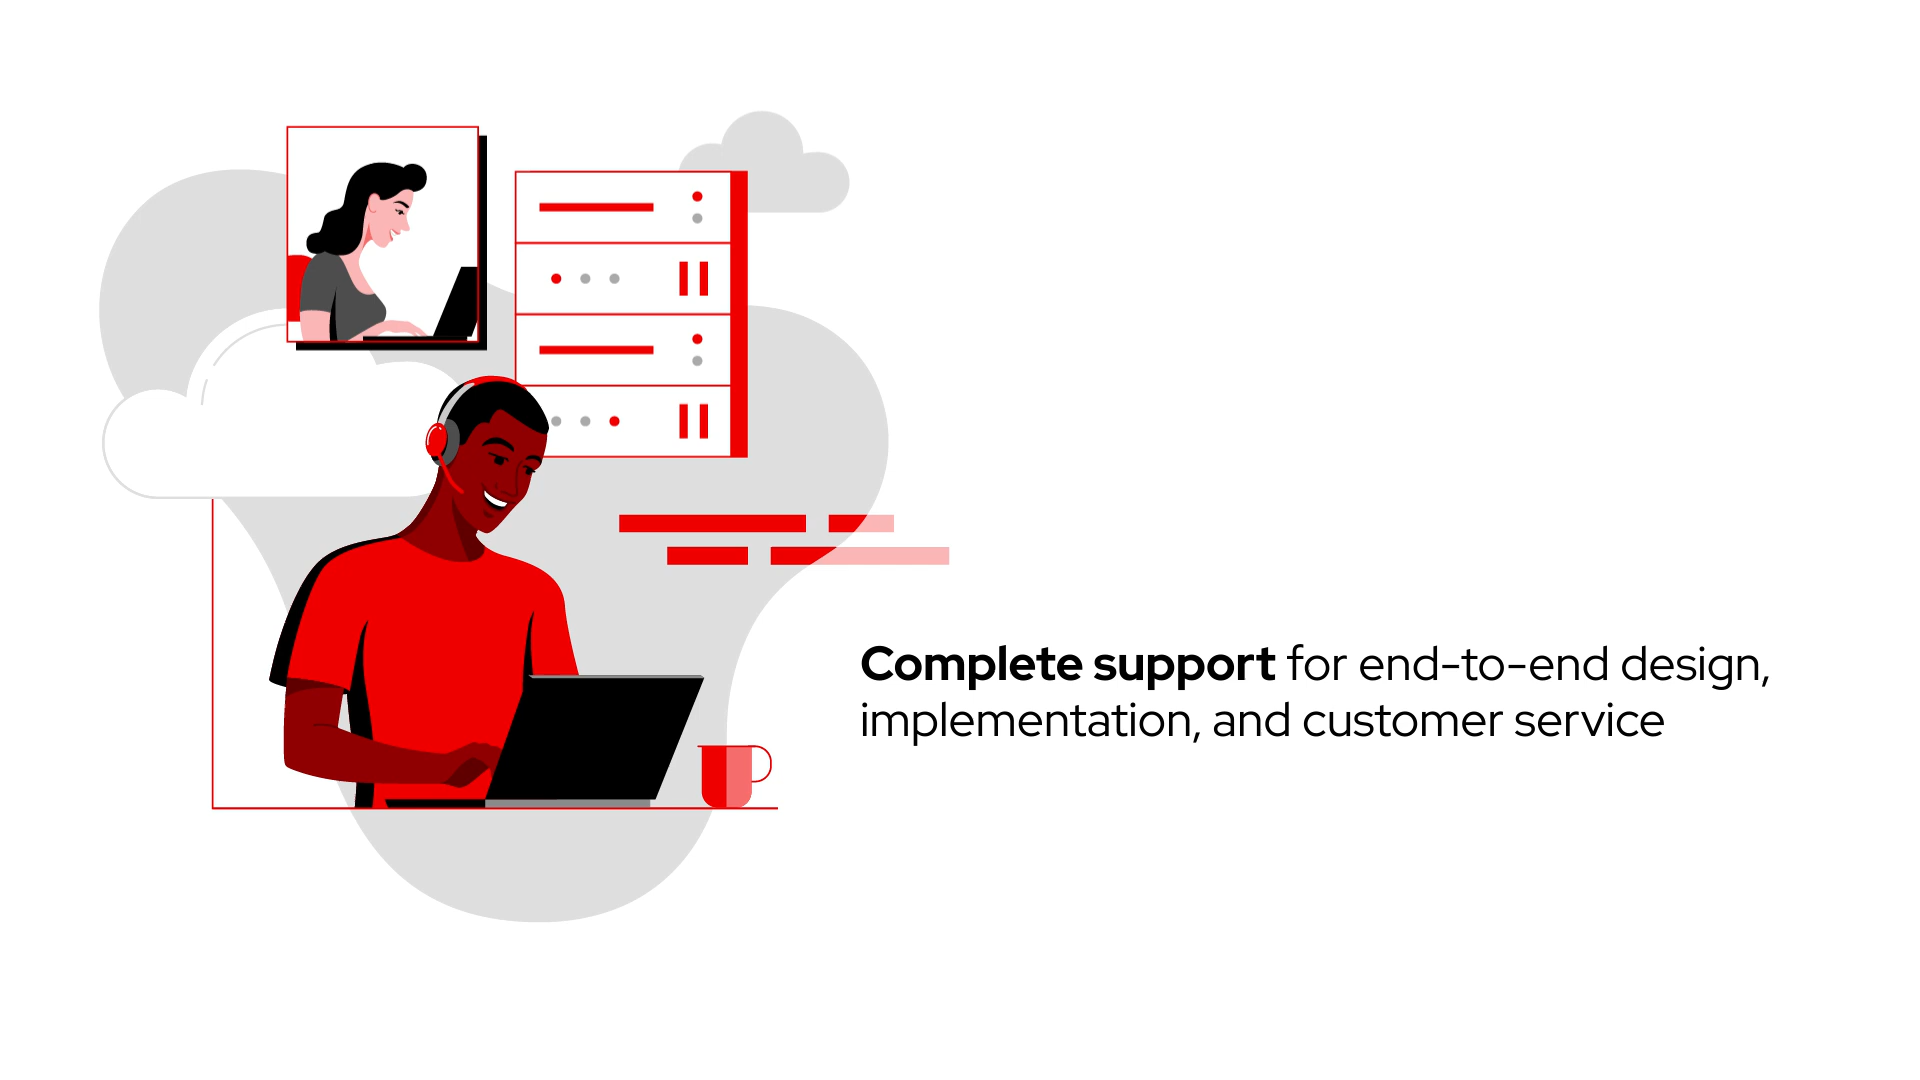 Complete support for end-to-end design,
implementation, and customer service